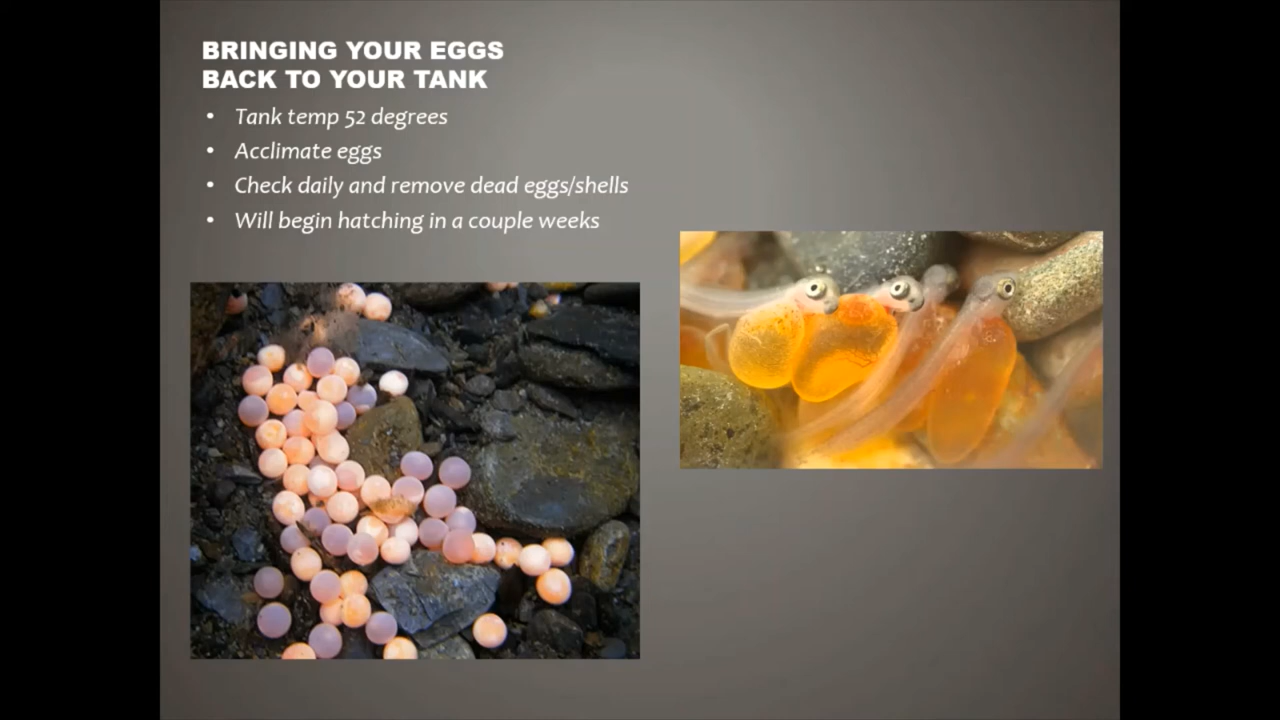 BRINGING YOUR EGGS
BACK TO YOUR TANK
• Tank temp 52 degrees
• Acclimate eggs
• Check daily and remove dead eggs/shells
• Will begin hatching in a couple weeks